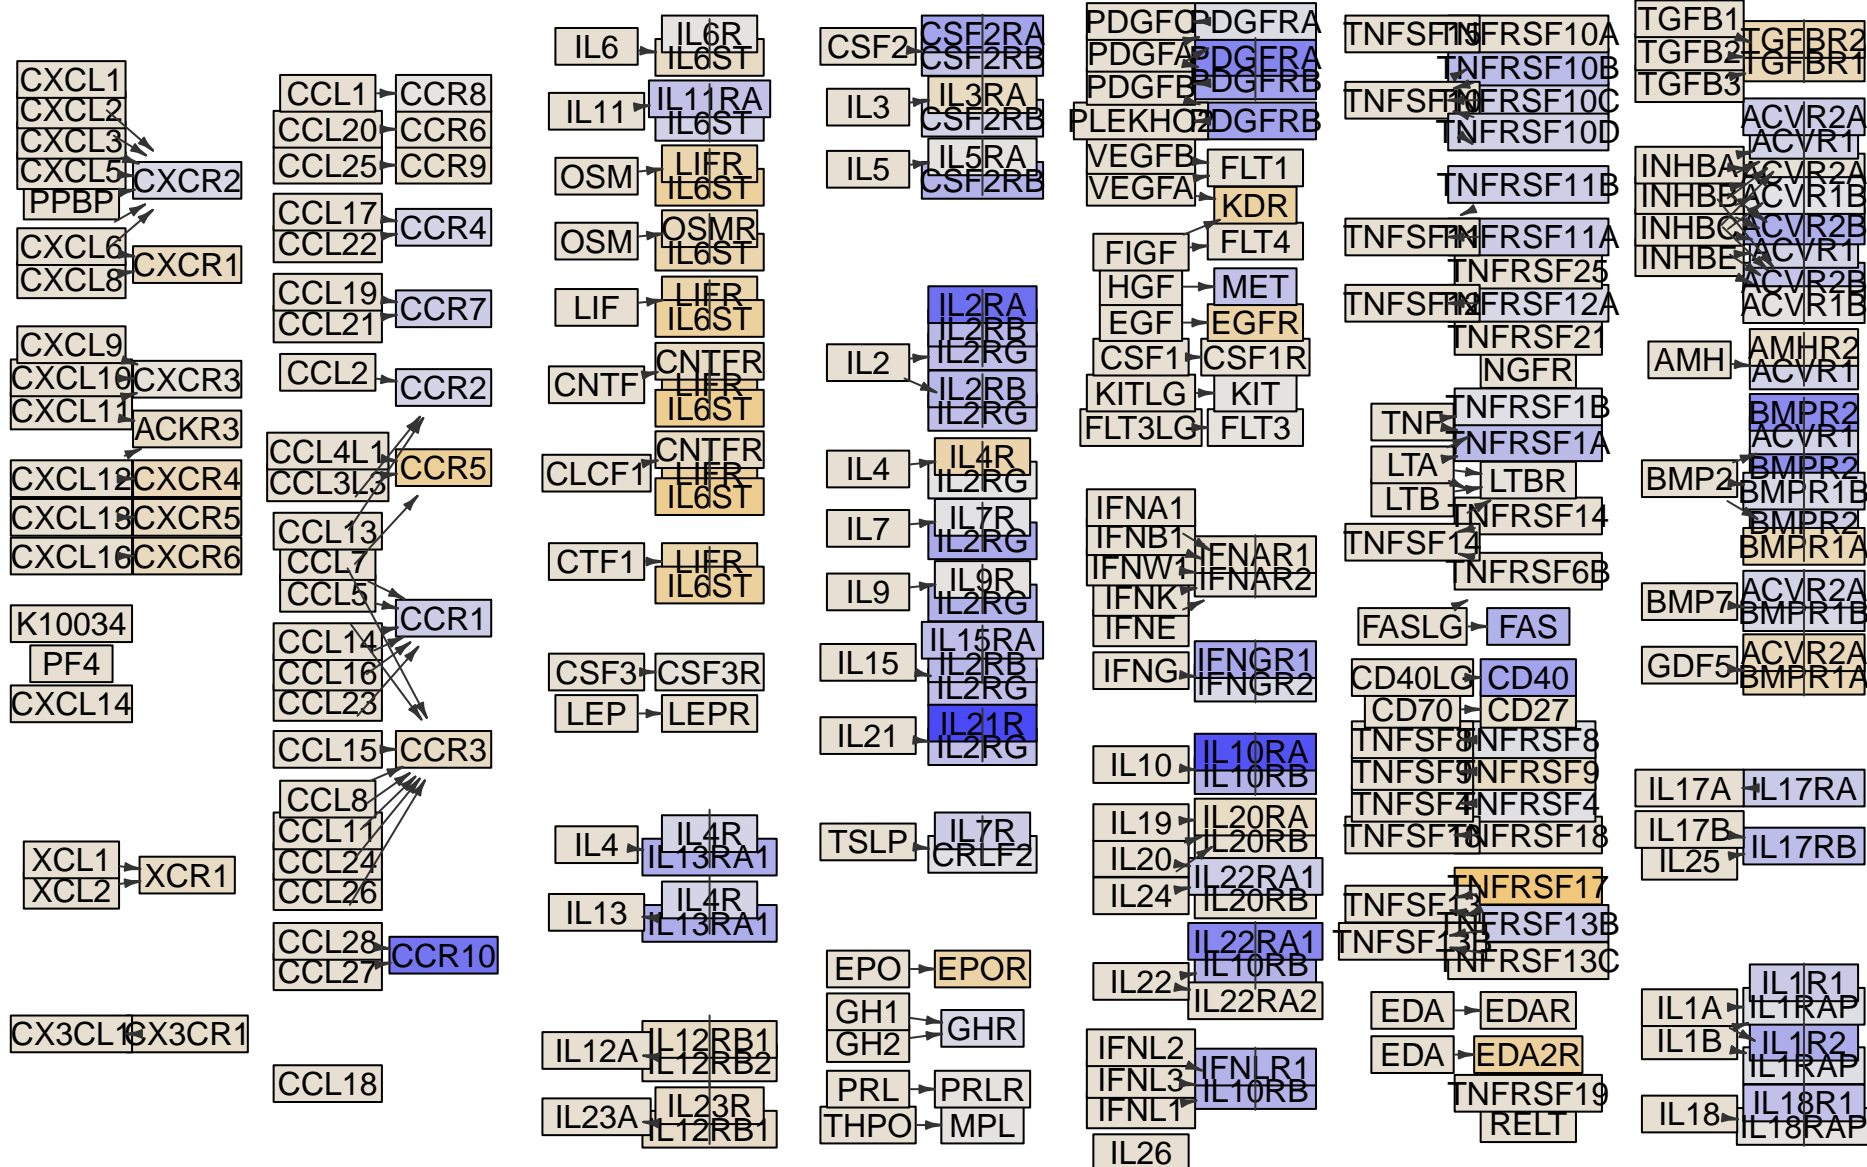 CXCL1
CXCL2
CXCL3
CXCL5
PPBP
CXCR2
CXCL6
CXCL8
CXCR1
CXCL9
CXCL10
CXCL11
CXCR3
ACKR3
CXCL12
CXCR4
CXCL13
CXCR5
CXCL16
CXCR6
K10034
PF4
CXCL14
XCL1
XCL2
XCR1
CX3CL1
CX3CR1
CCL1
CCR8
CCL20
CCR6
CCL25
CCR9
CCL17
CCL22
CCR4
CCL19
CCL21
CCR7
CCL2
CCR2
CCL4L1
CCL3L3
CCR5
CCL13
CCL7
CCL5
CCR1
CCL14
CCL16
CCL23
CCL15
CCR3
CCL8
CCL11
CCL24
CCL26
CCL28
CCL27
CCR10
CCL18
IL6
IL6R
IL6ST
IL11
IL11RA
IL6ST
OSM
LIFR
IL6ST
OSM
OSMR
IL6ST
LIF
LIFR
IL6ST
CNTF
CNTFR
LIFR
IL6ST
CLCF1
CNTFR
LIFR
IL6ST
CTF1
LIFR
IL6ST
CSF3
CSF3R
LEP
LEPR
IL4
IL4R
IL13RA1
IL13
IL4R
IL13RA1
IL12A
IL12RB1
IL12RB2
IL23A
IL23R
IL12RB1
CSF2
CSF2RA
CSF2RB
IL3
IL3RA
CSF2RB
IL5
IL5RA
CSF2RB
IL2
IL2RA
IL2RB
IL2RG
IL2RB
IL2RG
IL4
IL4R
IL2RG
IL7
IL7R
IL2RG
IL9
IL9R
IL2RG
IL15
IL15RA
IL2RB
IL2RG
IL21
IL21R
IL2RG
TSLP
IL7R
CRLF2
EPO
EPOR
GH1
GH2
GHR
PRL
PRLR
THPO
MPL
PDGFC
PDGFA
PDGFB
PLEKHO2
PDGFRA
PDGFRA
PDGFRB
PDGFRB
VEGFB
VEGFA
FLT1
KDR
FIGF
FLT4
HGF
MET
EGF
EGFR
CSF1
CSF1R
KITLG
KIT
FLT3LG
FLT3
IFNA1
IFNB1
IFNW1
IFNK
IFNE
IFNAR1
IFNAR2
IFNG
IFNGR1
IFNGR2
IL10
IL10RA
IL10RB
IL19
IL20
IL24
IL20RA
IL20RB
IL22RA1
IL20RB
IL22
IL22RA1
IL10RB
IL22RA2
IFNL2
IFNL3
IFNL1
IFNLR1
IL10RB
IL26
TNFSF15
TNFRSF10A
TNFRSF10B
TNFSF10
TNFRSF10C
TNFRSF10D
TNFRSF11B
TNFSF11
TNFRSF11A
TNFRSF25
TNFSF12
TNFRSF12A
TNFRSF21
NGFR
TNF
TNFRSF1B
TNFRSF1A
LTA
LTB
LTBR
TNFRSF14
TNFSF14
TNFRSF6B
FASLG
FAS
CD40LG
CD40
CD70
CD27
TNFSF8
TNFRSF8
TNFSF9
TNFRSF9
TNFSF4
TNFRSF4
TNFSF18
TNFRSF18
TNFRSF17
TNFSF13
TNFRSF13B
TNFSF13B
TNFRSF13C
EDA
EDAR
EDA
EDA2R
TNFRSF19
RELT
TGFB1
TGFB2
TGFB3
TGFBR2
TGFBR1
INHBA
INHBB
INHBC
INHBE
ACVR2A
ACVR1
ACVR2A
ACVR1B
ACVR2B
ACVR1
ACVR2B
ACVR1B
AMH
AMHR2
ACVR1
BMP2
BMPR2
ACVR1
BMPR2
BMPR1B
BMPR2
BMPR1A
BMP7
ACVR2A
BMPR1B
GDF5
ACVR2A
BMPR1A
IL17A
IL17RA
IL17B
IL25
IL17RB
IL1A
IL1B
IL1R1
IL1RAP
IL1R2
IL1RAP
IL18
IL18R1
IL18RAP